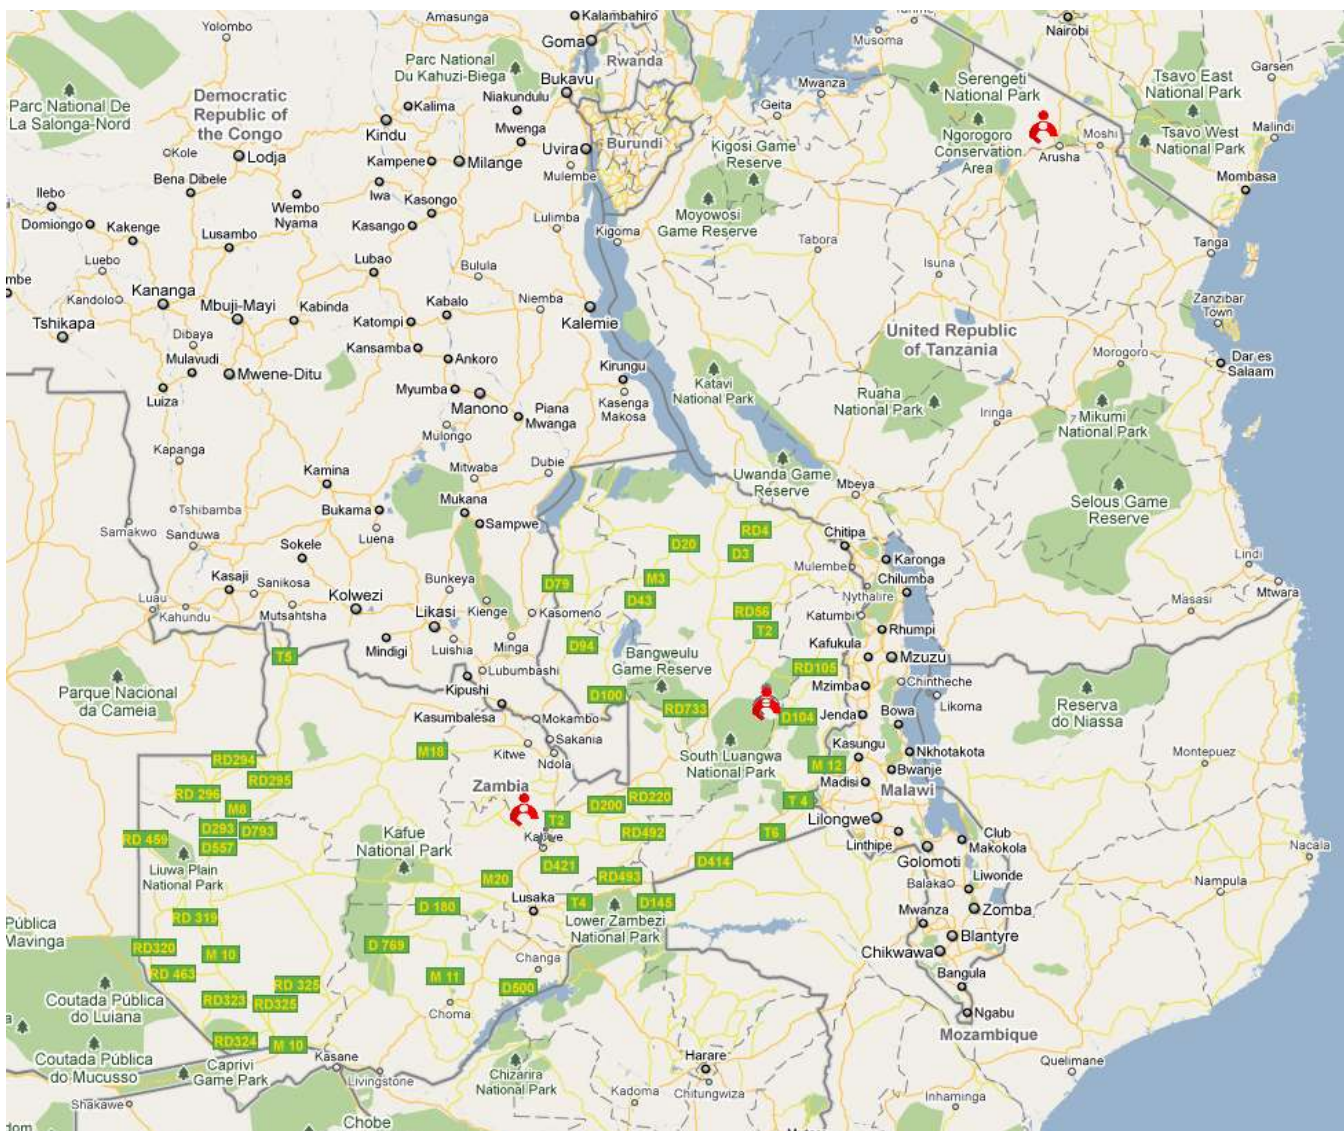 Amasunga
Kalambahiro
Nairobi
Yolombo
Goma
Musoma
Rwanda
Parc National
Du Kahuzi-Biega
Serengeti
National Park
Tsavo East
National Park
Garsen
Bukavu
Mwanza
Geita
Democratic
Republic of
the Congo
Niakundulu
Parc National De
La Salonga-Nord
Kalima
Kindu
Mwenga
Burundi
Kigosi Game
Reserve
Ngorogoro
Conservation
Area
Moshi
Arusha
Tsavo West
National Park
Malindi
Kole
Lodja
Kampene
Milange
Uvira
Mulembe
Bena Dibele
Iwa
Mombasa
Ilebo
Wembo
Nyama
Kasongo
Moyowosi
Game Reserve
Domiongo
Kakenge
Lusambo
Kasango
Lulimba
Kigoma
Tabora
Tanga
Luebo
Lubao
Bulula
Isuna
mbe
Kandolo
Kananga
Mbuji-Mayi
Kabinda
Kabalo
Niemba
Zanzibar
Town
Tshikapa
Dibaya
Katompi
Kalemie
United Republic
of Tanzania
Mulavudi
Kansamba
Ankoro
Morogoro
Dar es
Salaam
Mwene-Ditu
Kirungu
Katavi
National Park
Luiza
Myumba
Manono
Kasenga
Makosa
Ruaha
National Park
Piana
Mwanga
Iringa
Mikumi
National Park
Mulongo
Kapanga
Kamina
Mitwaba
Dubie
Uwanda Game
Reserve
Mbeya
Tshibamba
Bukama
Mukana
Sampwe
Selous Game
Reserve
Samakwo
Sanduwa
Luena
RD4
Chitipa
Sokele
D20
D3
Karonga
Lindi
Kasaji
Sanikosa
Bunkeya
D79
M3
Mulembe
Chilumba
Mtwara
Luau
Kahundu
Mutsantsha
Kolwezi
Kienge
D43
Nythalire
Masasi
Likasi
Kasomeno
RD56
Katumbi
T2
Rhumpi
T5
Mindigi
Luishia
Minga
D94
Bangweulu
Game Reserve
Kafukula
Mzuzu
Lubumbashi
RD105
Parque Nacional
da Cameia
Kipushi
D100
Mzimba
Chintheche
Likoma
Reserva
do Niassa
Kasumbalesa
Mokambo
RD733
D104
Jenda
Bowa
M18
Kitwe
Sakania
Ndola
South Luangwa
National Park
Kasungu
Nkhotakota
Montepuez
RD294
M 12
Bwanje
RD295
Zambia
Madisi
Malawi
RD 296
M8
D200
RD220
T 4
D293
D793
T2
RD492
T6
Lilongwe
RD 459
D557
Kafue
National Park
Linthipe
Club
Makokola
Liuwa Plain
National Park
D421
D414
Golomoti
Nacala
M20
RD493
Balaka
Liwonde
Nampula
RD 319
D 180
Lusaka
T4
D145
Mwanza
Zomba
Pública
Mavinga
Lower Zambezi
National Park
RD320
M 10
D 769
Blantyre
Chikwawa
RD 463
Changa
Bangula
Coutada Pública
do Luiana
RD 325
M 11
D500
RD323
RD325
Choma
Ngabu
Mozambique
RD324
M 10
Harare
Coutada Pública
do Mucusso
Caprivi
Game Park
Kasane
Livingstone
Chizarira
National Park
Kadoma
Chitungwiza
Quelimane
Shakawe
Inhaminga
dom
Chobe